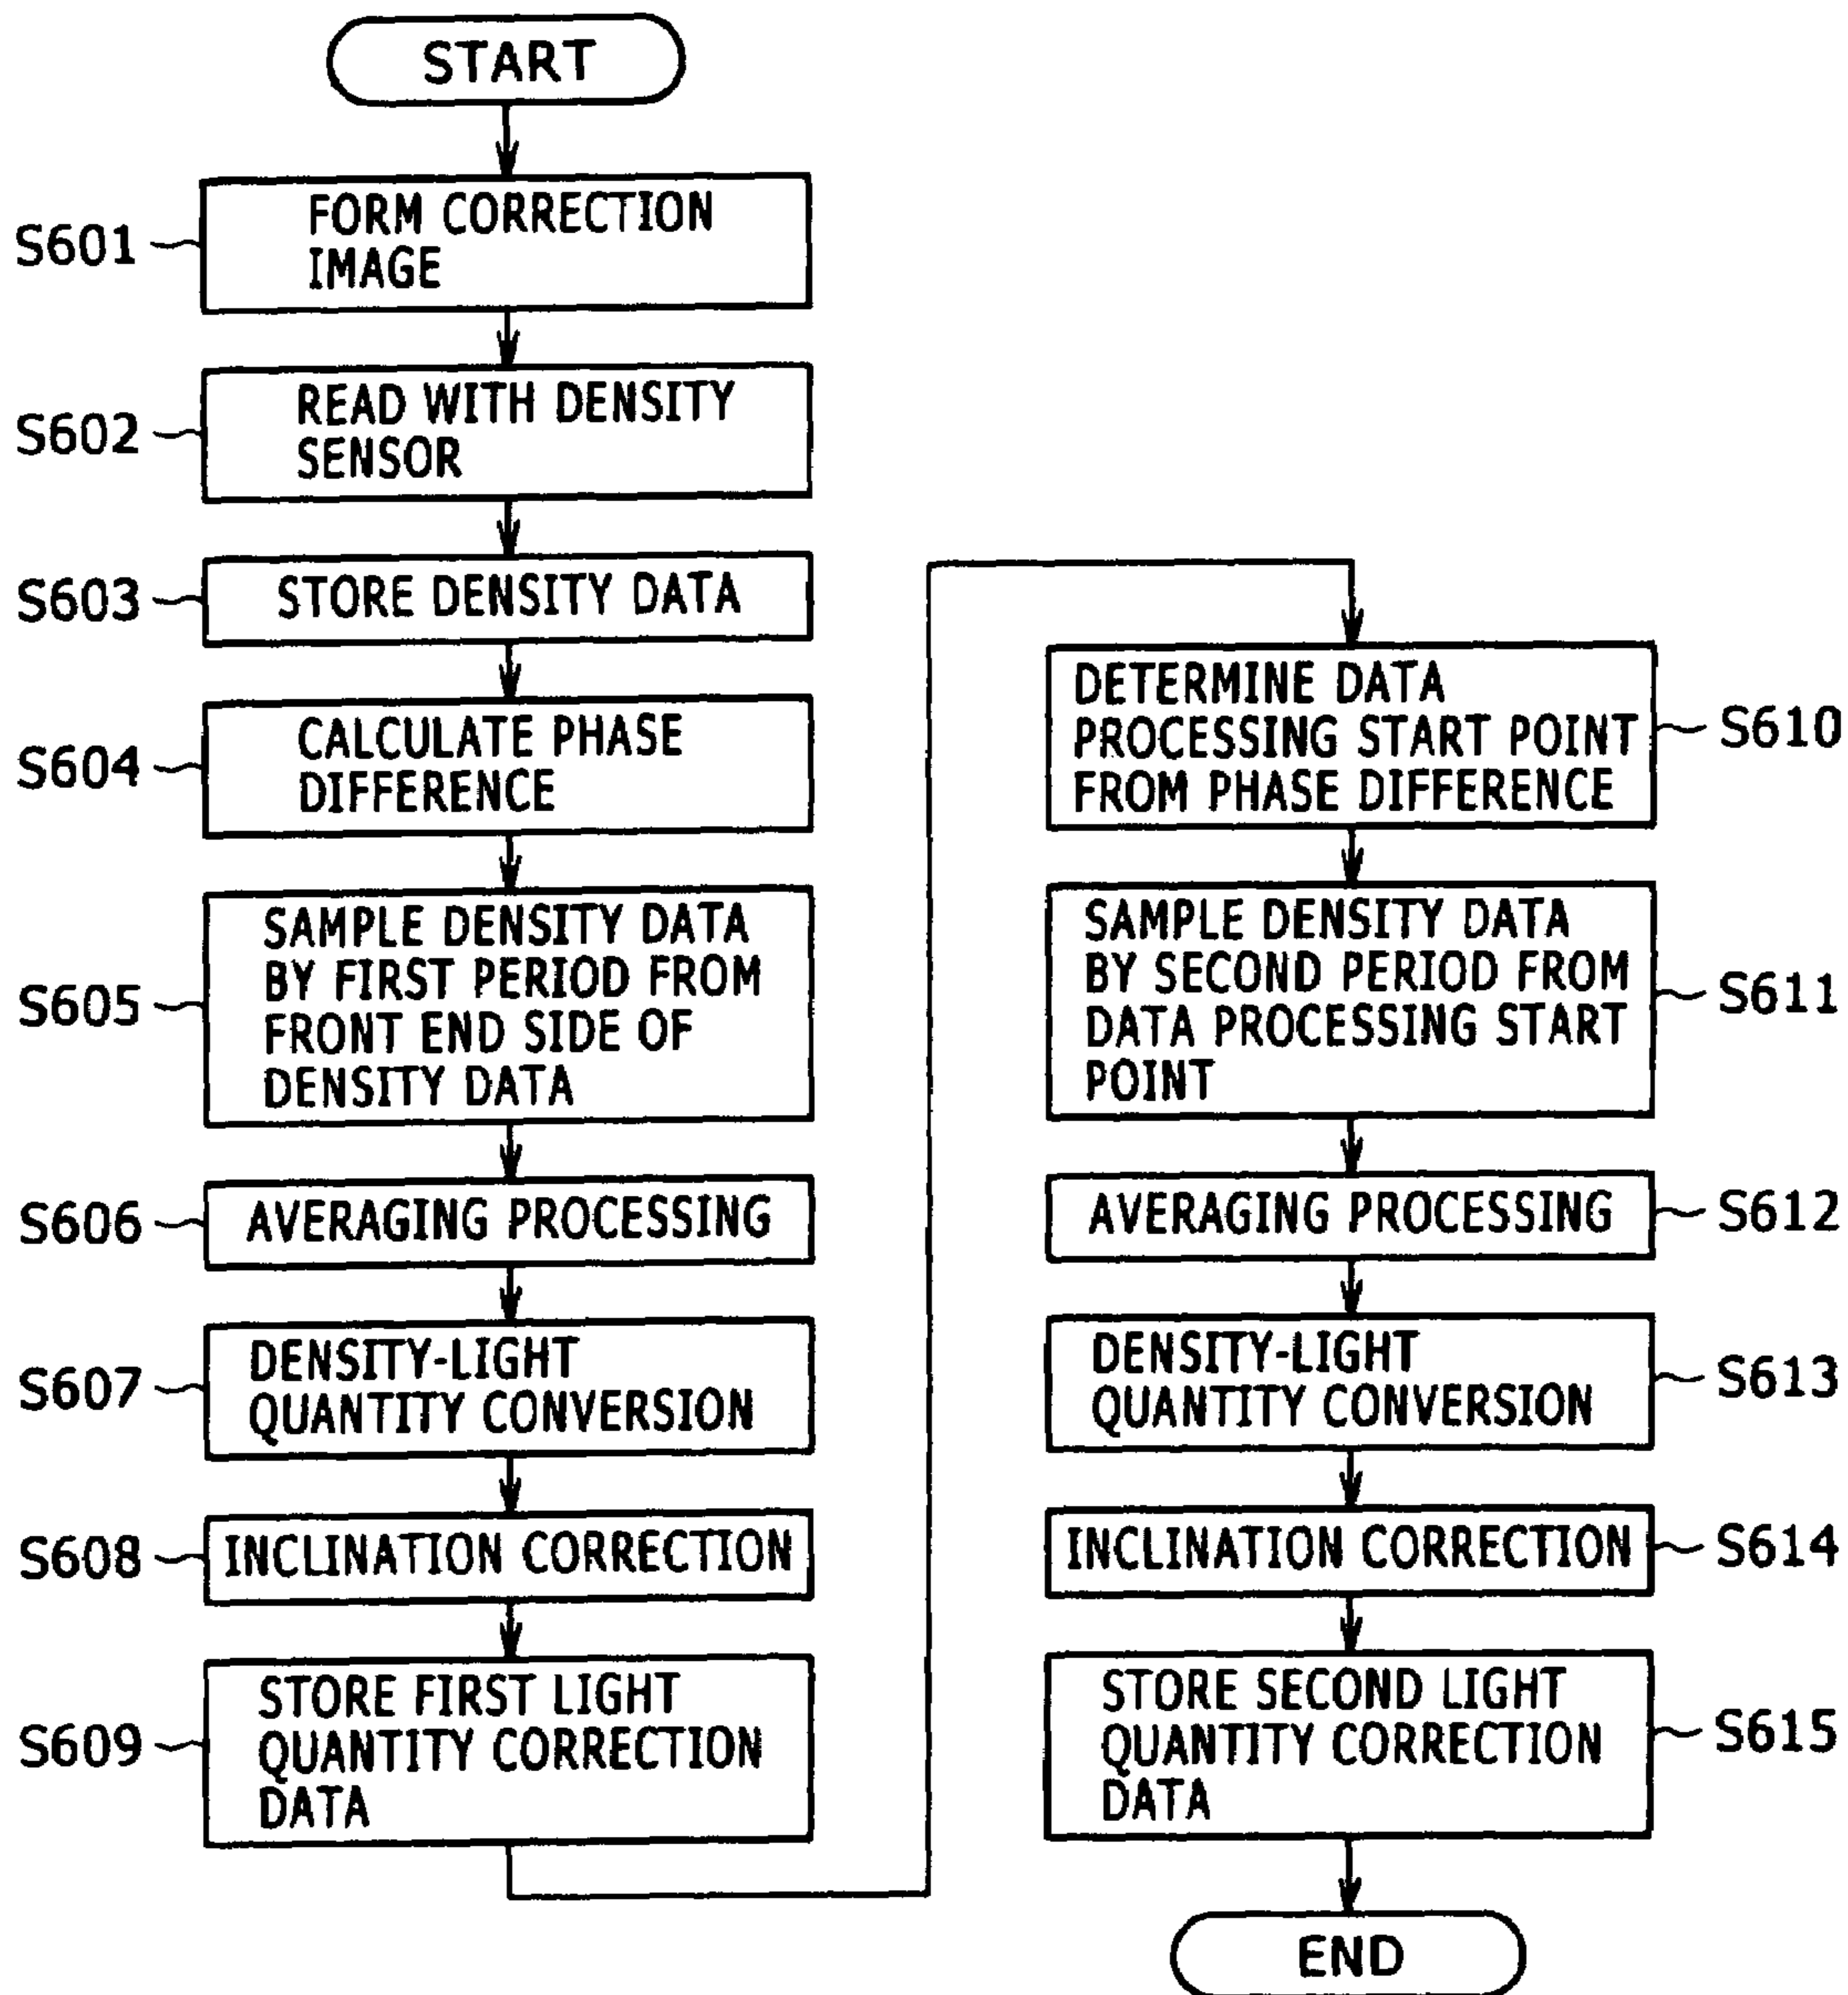 START
S601
FORM CORRECTION
IMAGE
S602
READ WITH DENSITY
SENSOR
S603
STORE DENSITY DATA
S604
CALCULATE PHASE
DIFFERENCE
S605
SAMPLE DENSITY DATA
BY FIRST PERIOD FROM
FRONT END SIDE OF
DENSITY DATA
S606
AVERAGING PROCESSING
S607
DENSITY-LIGHT
QUANTITY CONVERSION
S608
INCLINATION CORRECTION
S609
STORE FIRST LIGHT
QUANTITY CORRECTION
DATA
DETERMINE DATA
PROCESSING START POINT
FROM PHASE DIFFERENCE
S610
SAMPLE DENSITY DATA
BY SECOND PERIOD FROM
DATA PROCESSING START
POINT
S611
AVERAGING PROCESSING
S612
DENSITY-LIGHT
QUANTITY CONVERSION
S613
INCLINATION CORRECTION
S614
STORE SECOND LIGHT
QUANTITY CORRECTION
DATA
S615
END